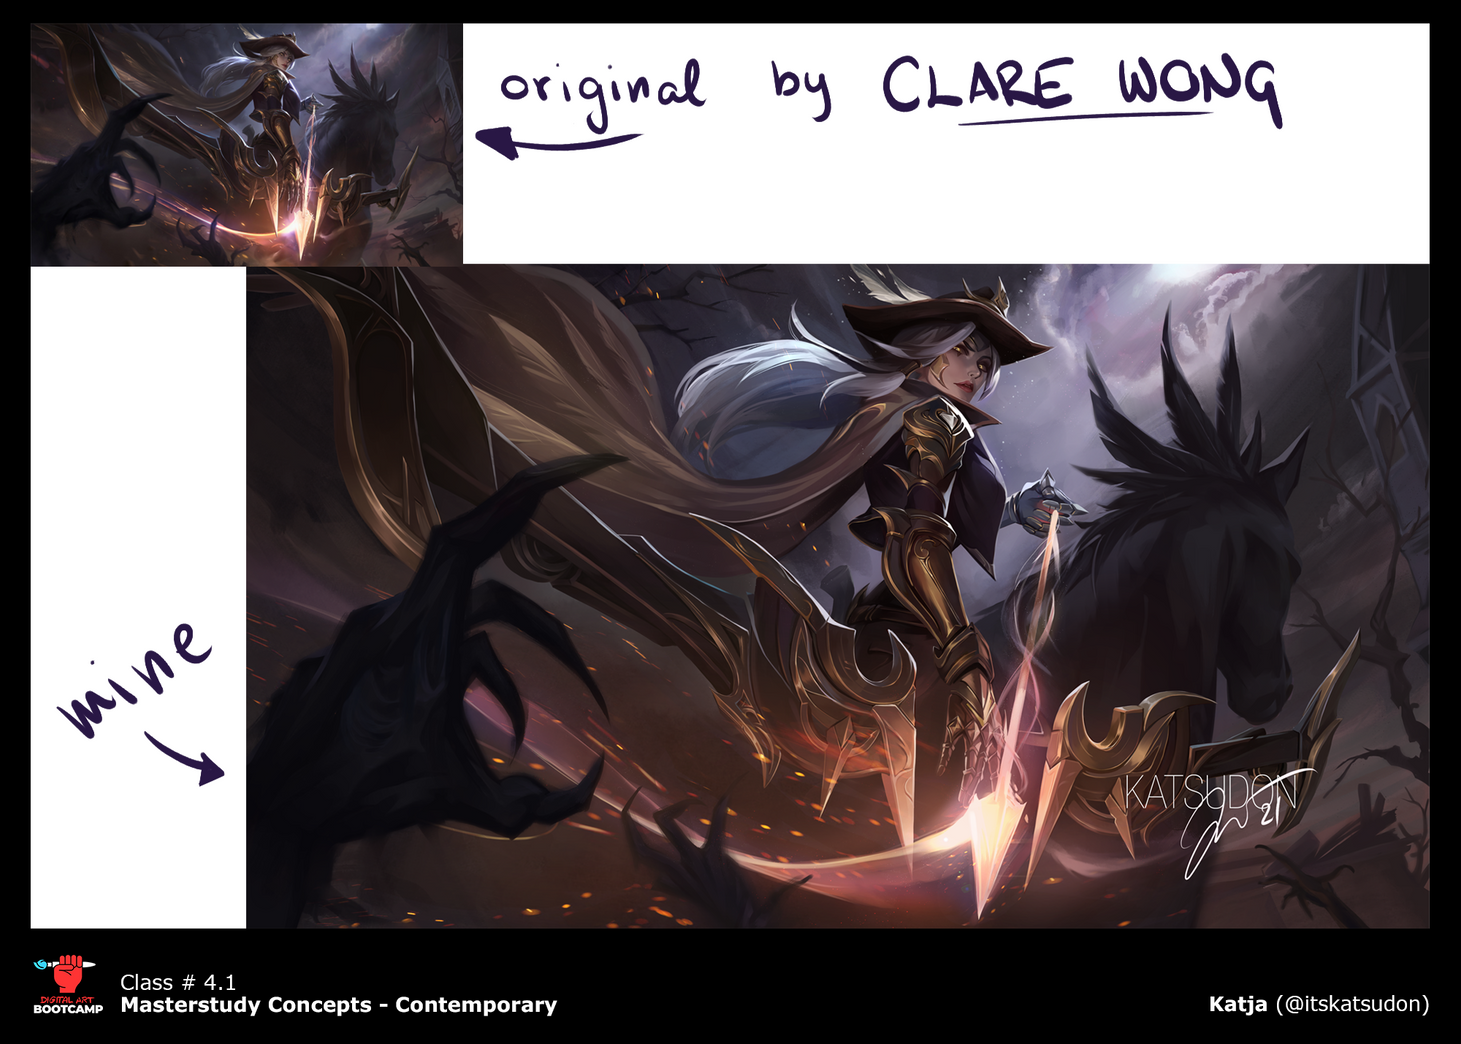 original by CLARE WONG
mine
KATSUDON
21
DIGITAL ART
BOOTCAMP
Class # 4.1
Masterstudy Concepts - Contemporary
Katja (@itskatsudon)